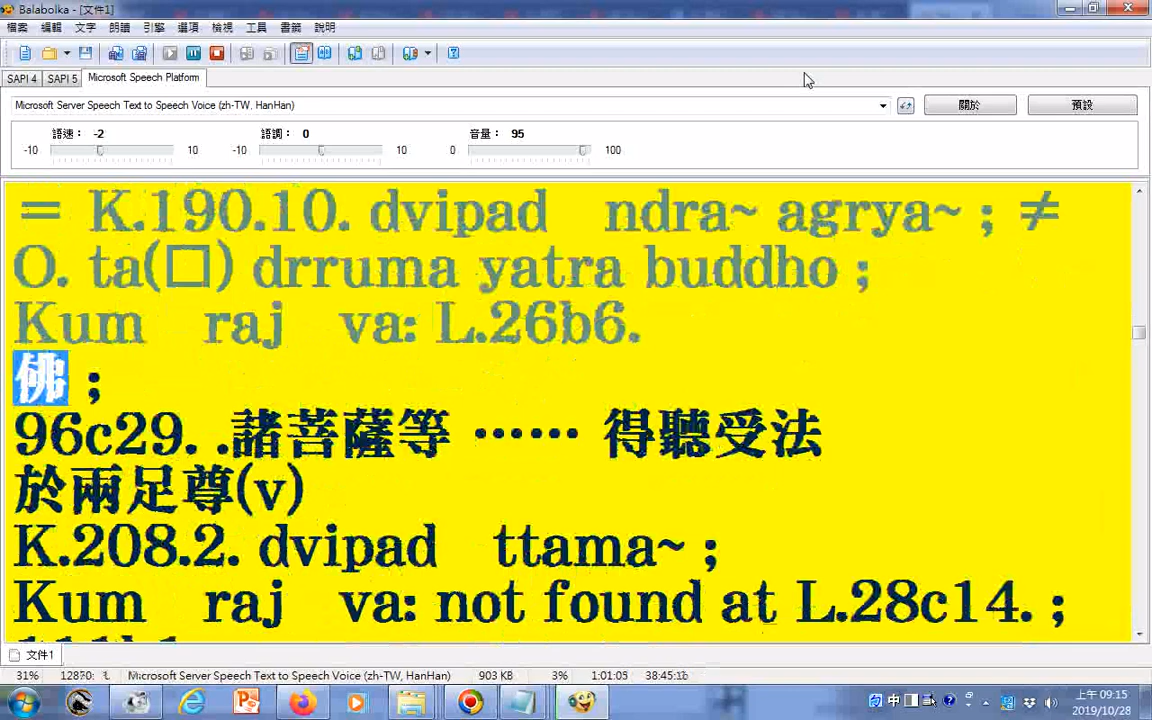 Balabolka - [文件1]
檔案 編輯 文字 朗讀 引擎 選項 檢視 工具 書籤 說明
SAPI 4 SAPI 5 Microsoft Speech Platform
Microsoft Server Speech Text to Speech Voice (zh-TW, HanHan) 關於 預設
語速： -2 語調： 0 音量： 95
-10 10 -10 10 0 100
= K.190.10. dvipad ndra~ agrya~ ; ≠
O. ta(□) drruma yatra buddho ;
Kum raj va: L.26b6.
佛 ;
96c29. .諸菩薩等 …… 得聽受法
於兩足尊(v)
K.208.2. dvipad ttama~ ;
Kum raj va: not found at L.28c14. ;
文件1
31% Microsoft Server Speech Text to Speech Voice (zh-TW, HanHan) 903 KB 3% 1:01:05
中 上午 09:15
2019/10/28